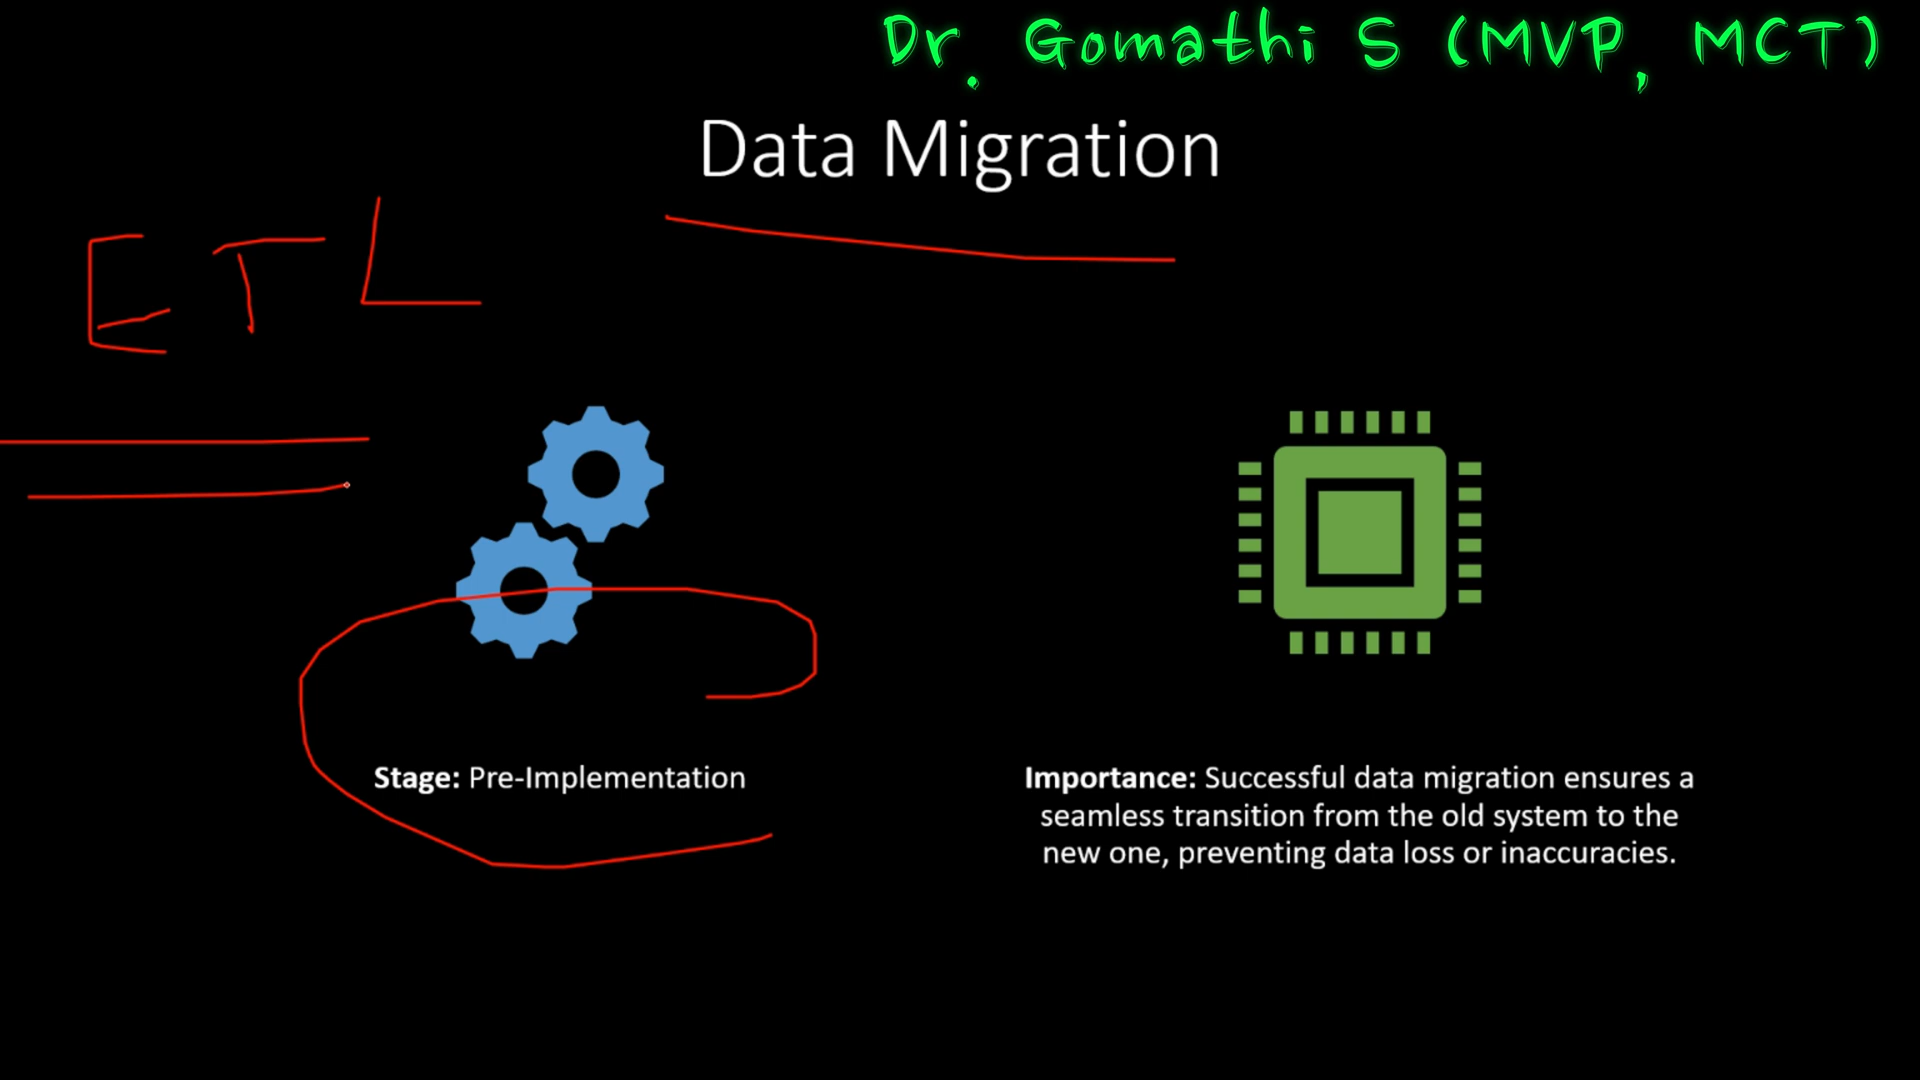 Dr. Gomathi S (MVP, MCT)
Data Migration
ETL
Stage: Pre-Implementation
Importance: Successful data migration ensures a
seamless transition from the old system to the
new one, preventing data loss or inaccuracies.